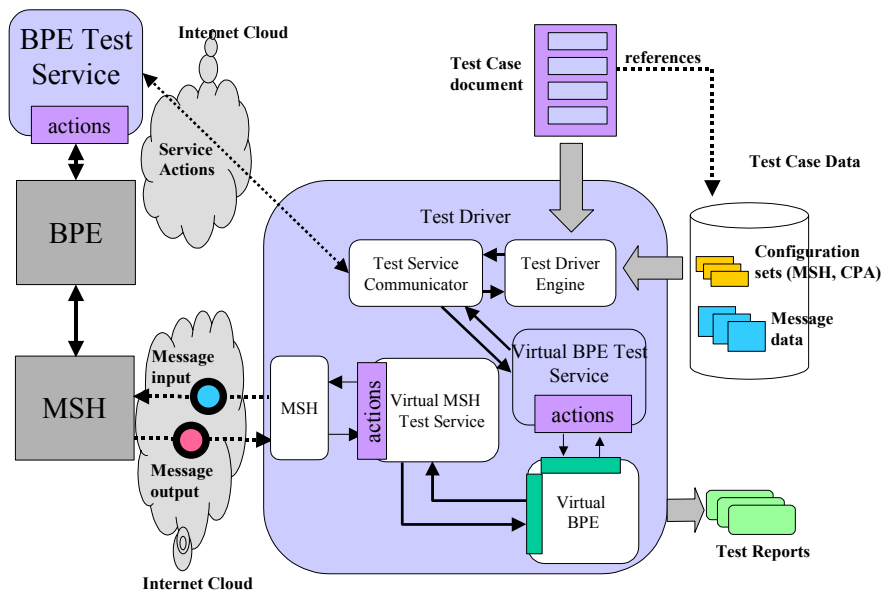 BPE Test
Service
actions
BPE
MSH
Internet Cloud
Service
Actions
Test Case
document
references
Test Case Data
Configuration
sets (MSH, CPA)
Message
data
Test Driver
Test Service
Communicator
Test Driver
Engine
Virtual BPE Test
Service
actions
Message
input
Message
output
Internet Cloud
MSH
actions
Virtual MSH
Test Service
Virtual
BPE
Test Reports